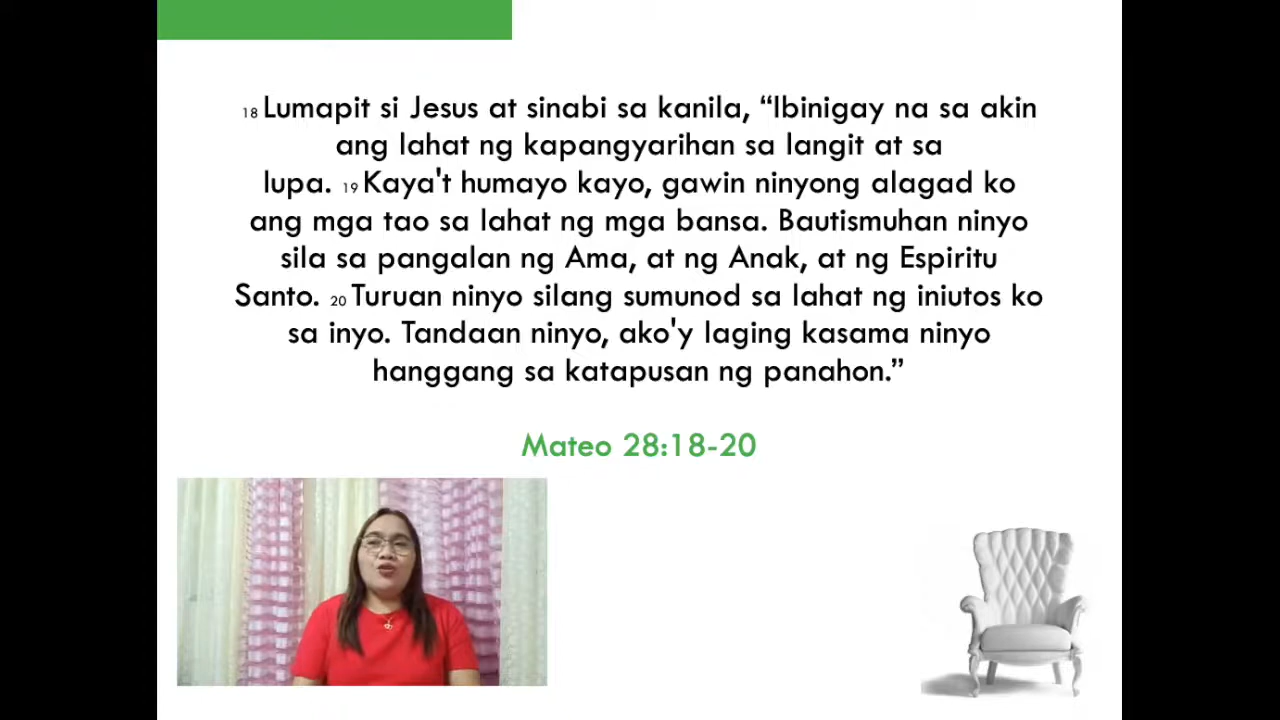 18 Lumapit si Jesus at sinabi sa kanila, “Ibinigay na sa akin
ang lahat ng kapangyarihan sa langit at sa
lupa. 19 Kaya't humayo kayo, gawin ninyong alagad ko
ang mga tao sa lahat ng mga bansa. Bautismuhan ninyo
sila sa pangalan ng Ama, at ng Anak, at ng Espiritu
Santo. 20 Turuan ninyo silang sumunod sa lahat ng iniutos ko
sa inyo. Tandaan ninyo, ako'y laging kasama ninyo
hanggang sa katapusan ng panahon.”
Mateo 28:18-20